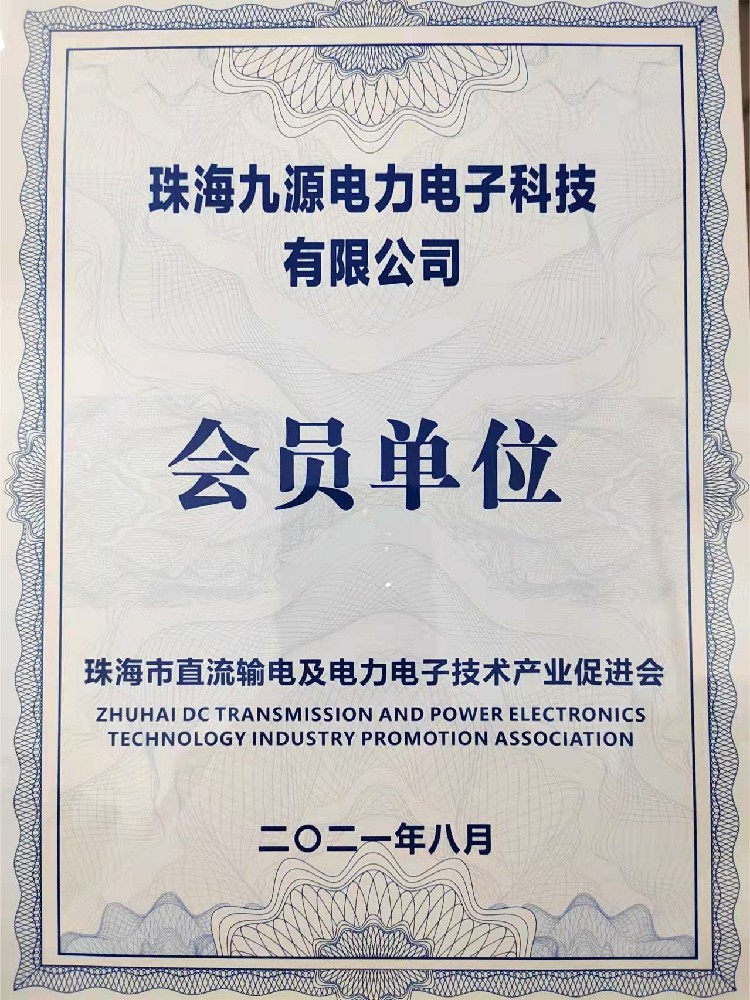 珠海九源电力电子科技
有限公司
会员单位
珠海市直流输电及电力电子技术产业促进会
ZHUHAI DC TRANSMISSION AND POWER ELECTRONICS
TECHNOLOGY INDUSTRY PROMOTION ASSOCIATION
二〇二一年八月